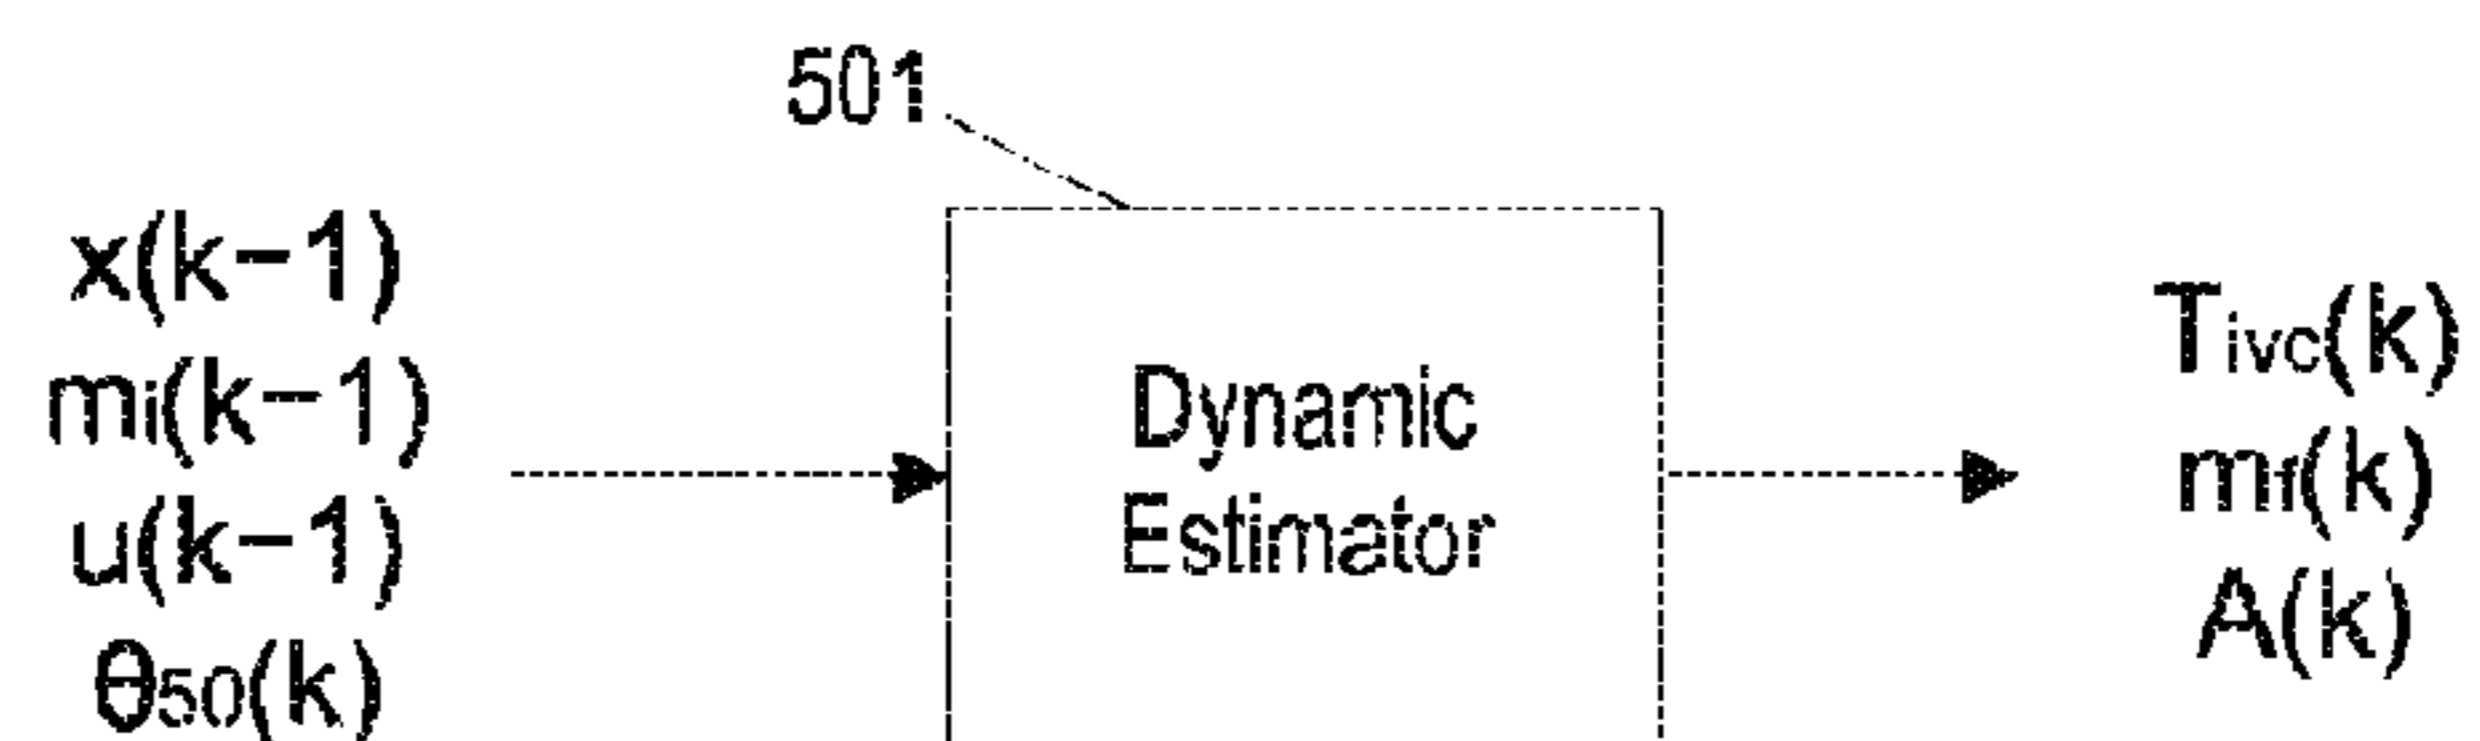 501
x(k−1)
mi(k−1)
u(k−1)
θ50(k)
Dynamic
Estimator
Tivc(k)
mf(k)
A(k)